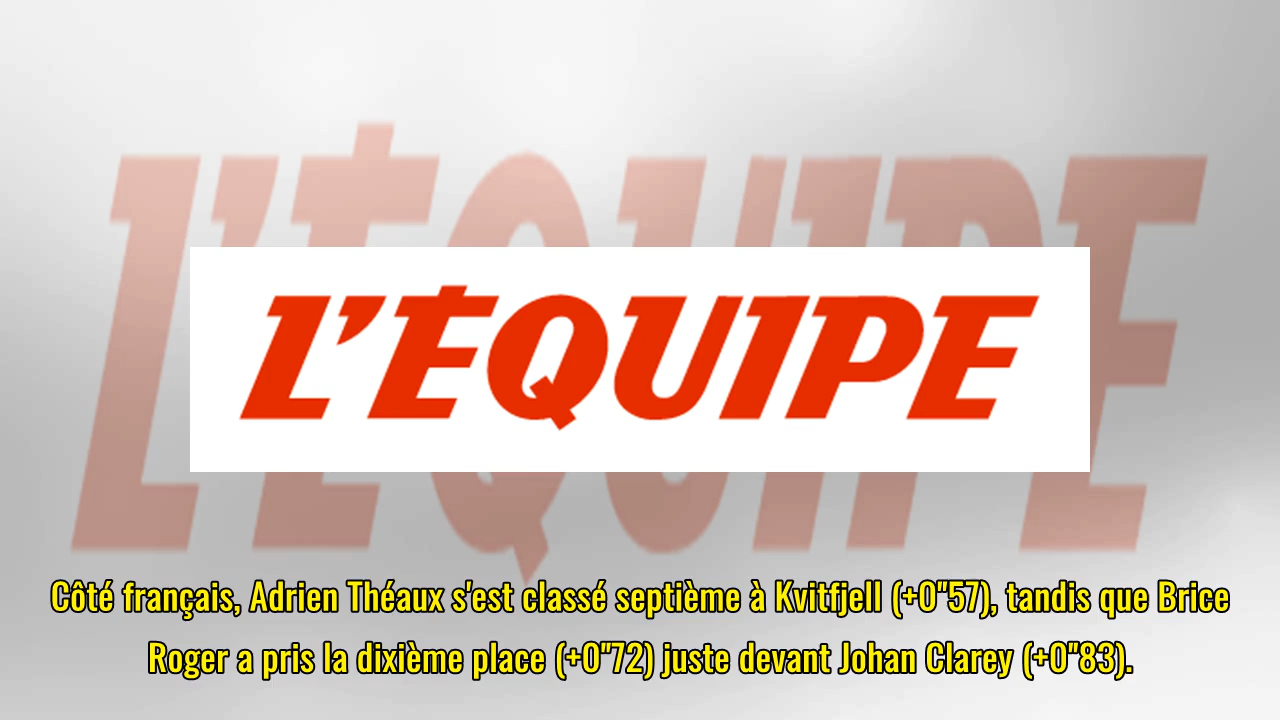 L'ÉQUIPE
L'ÉQUIPE
Côté français, Adrien Théaux s'est classé septième à Kvitfjell (+0"57), tandis que Brice
Roger a pris la dixième place (+0"72) juste devant Johan Clarey (+0"83).